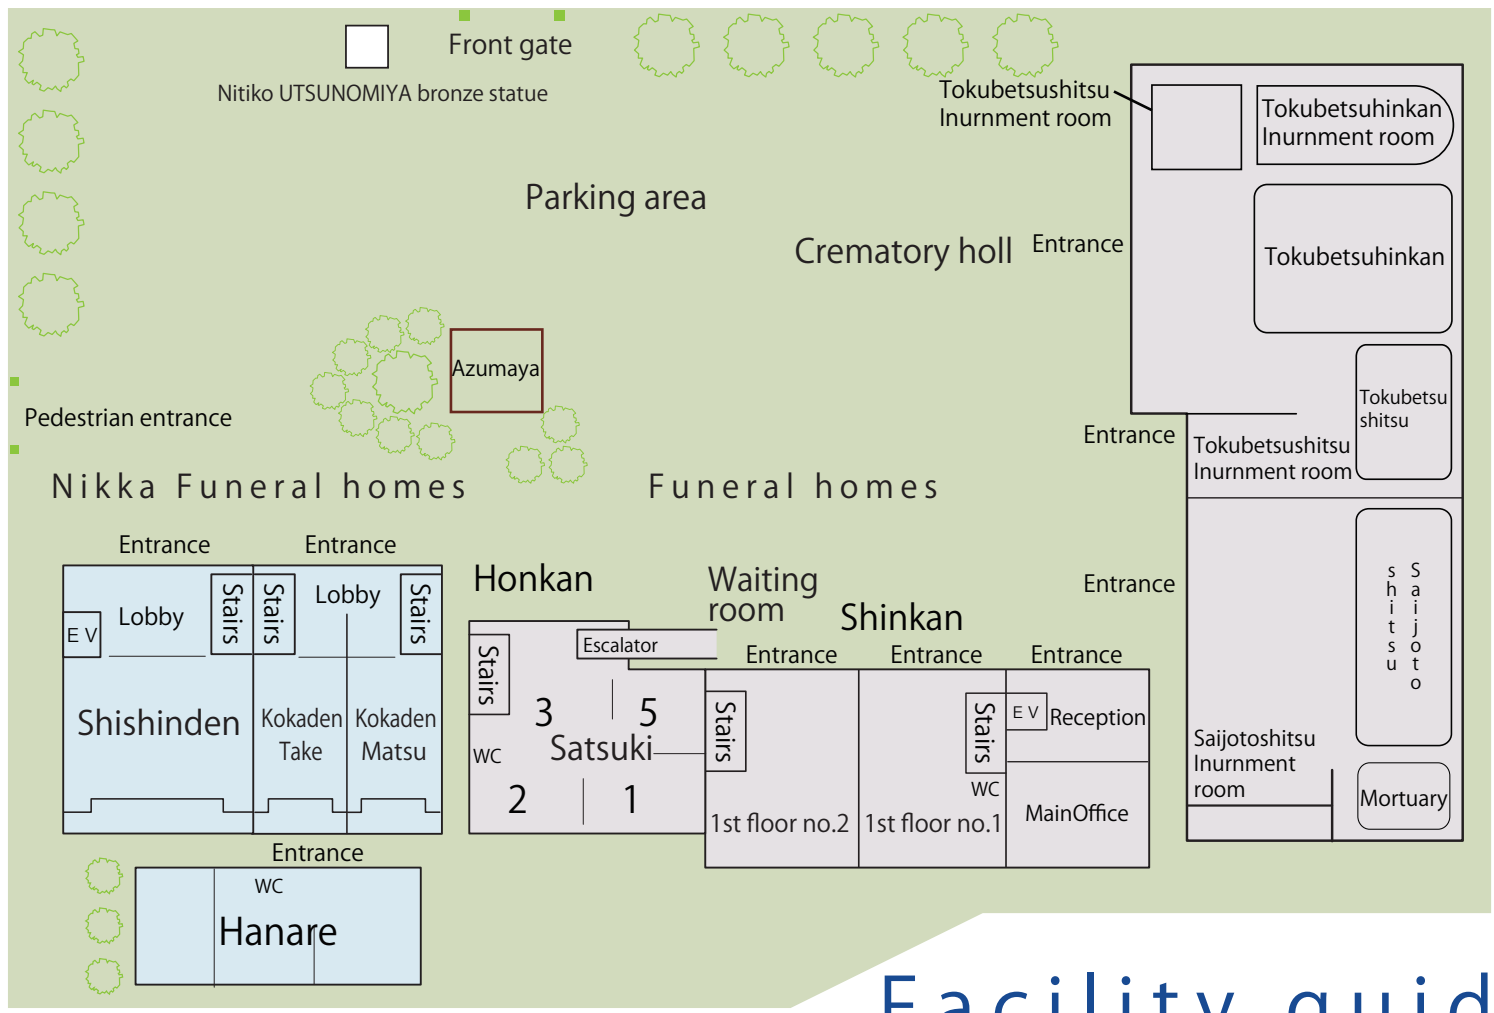 Front gate
Nitiko UTSUNOMIYA bronze statue
Tokubetsushitsu
Inurnment room
Tokubetsuhinkan
Inurnment room
Parking area
Crematory holl
Entrance
Tokubetsuhinkan
Azumaya
Pedestrian entrance
Tokubetsu
shitsu
Entrance
Tokubetsushitsu
Inurnment room
Nikka Funeral homes
Funeral homes
Entrance
Entrance
Honkan
Waiting
room
Shinkan
Entrance
Saijoto
shitsu
Lobby
Stairs
Stairs
Lobby
Stairs
EV
Escalator
Stairs
Entrance
Entrance
Entrance
Shishinden
Kokaden
Take
Kokaden
Matsu
3
5
Satsuki
WC
2
1
Stairs
Stairs
EV
Reception
WC
1st floor no.2
1st floor no.1
MainOffice
Saijotoshitsu
Inurnment
room
Mortuary
Entrance
WC
Hanare
Facility guid